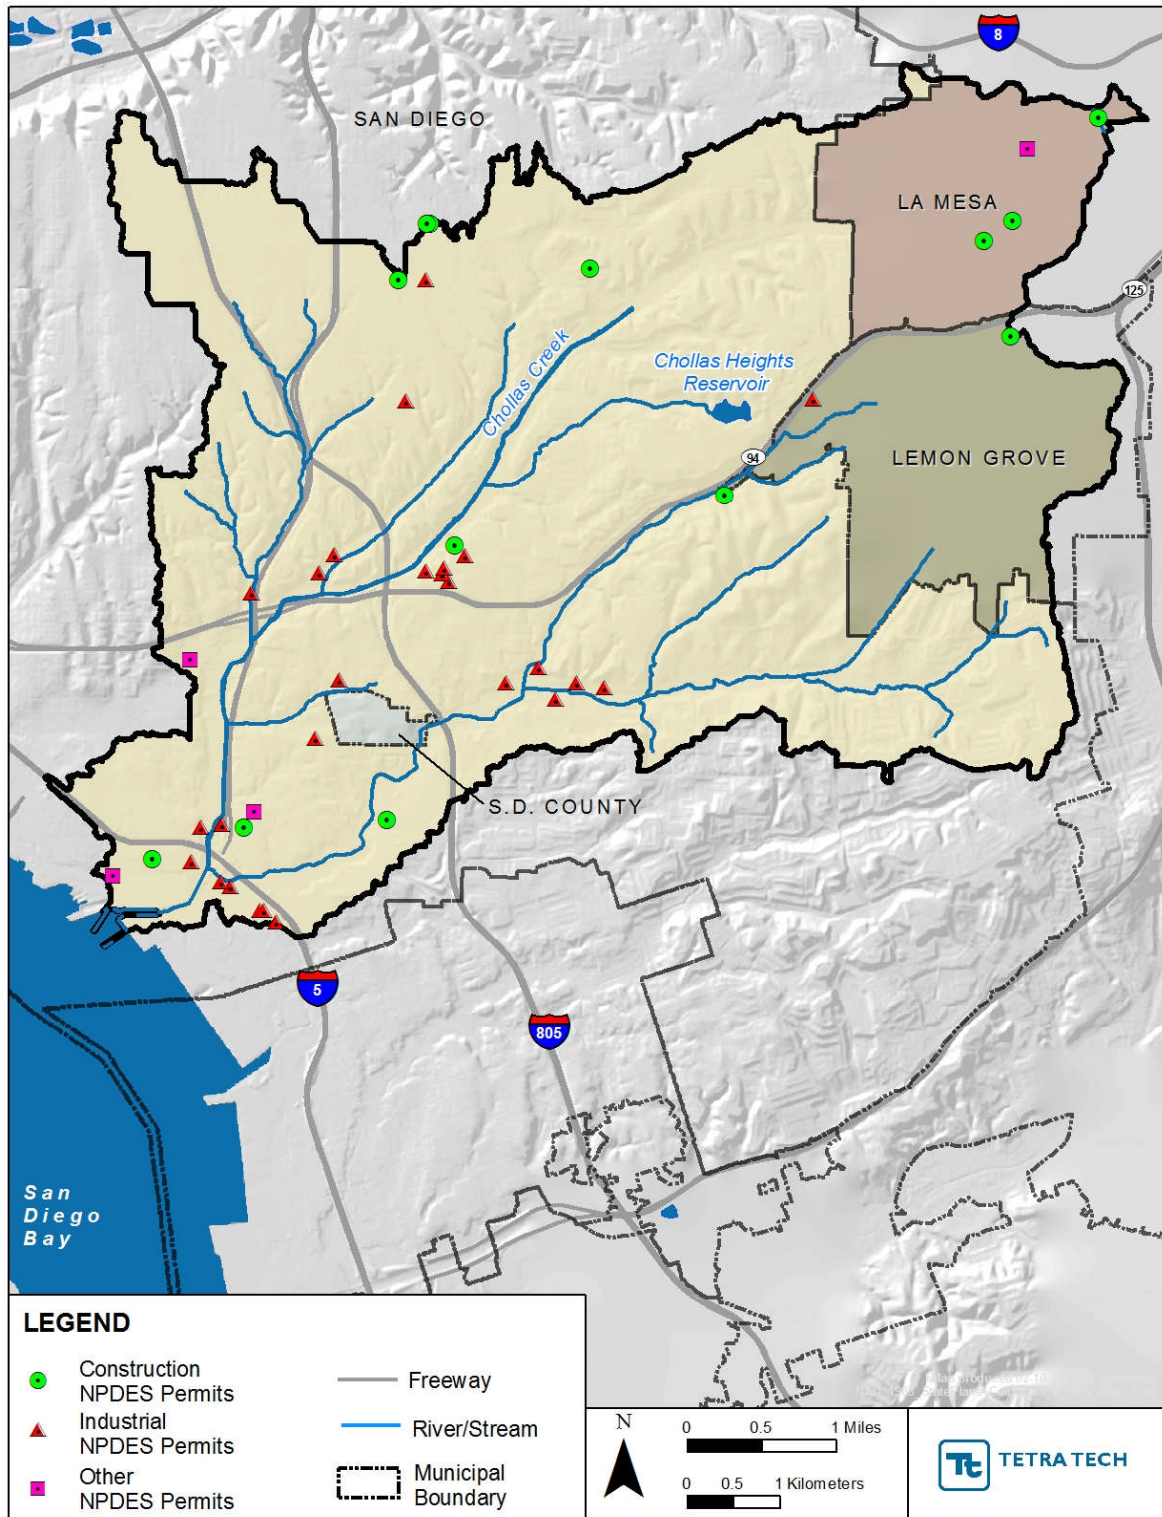 8
SAN DIEGO
LA MESA
125
Chollas Creek
Chollas Heights
Reservoir
94
LEMON GROVE
S.D. COUNTY
5
805
San
Diego
Bay
LEGEND
Construction
NPDES Permits
Industrial
NPDES Permits
Other
NPDES Permits
Freeway
River/Stream
Municipal
Boundary
N
0 0.5 1 Miles
0 0.5 1 Kilometers
Tt
TETRA TECH